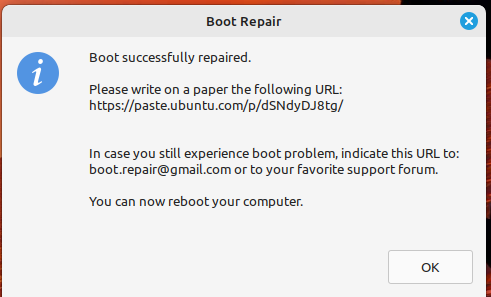 Boot Repair
Boot successfully repaired.
Please write on a paper the following URL:
https://paste.ubuntu.com/p/dSNdyDJ8tg/
In case you still experience boot problem, indicate this URL to:
boot.repair@gmail.com or to your favorite support forum.
You can now reboot your computer.
OK